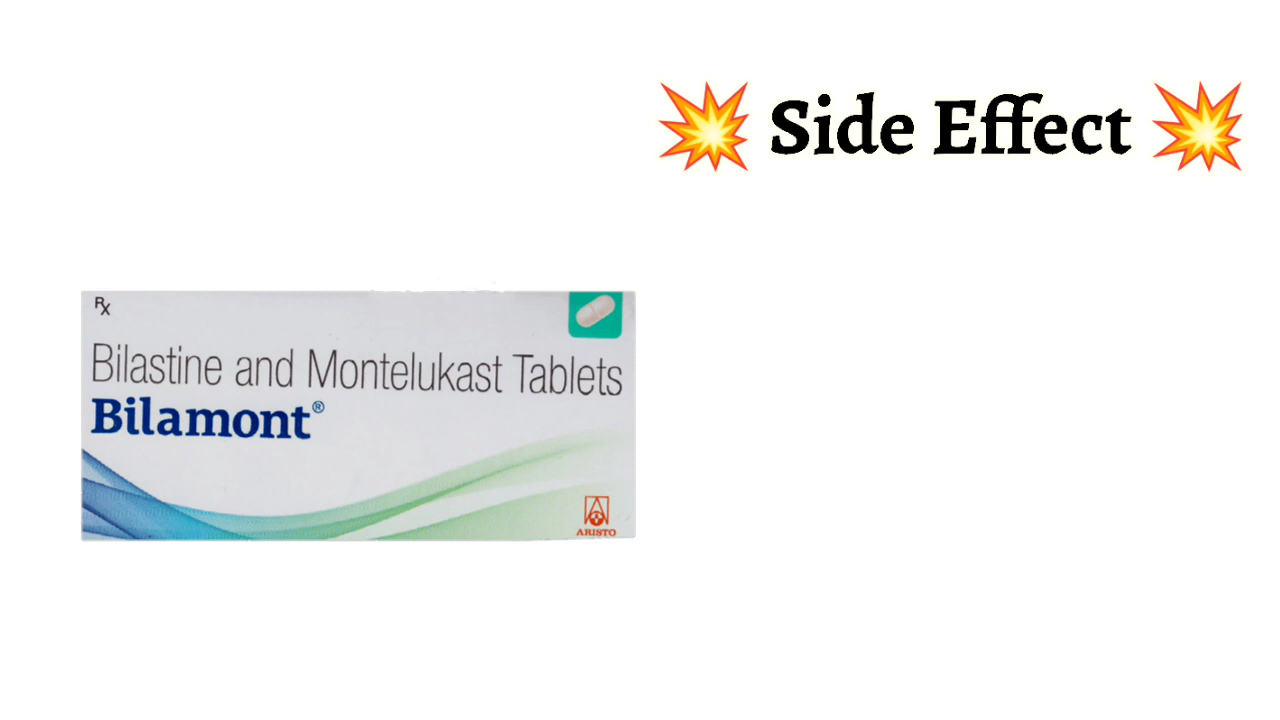 💥 Side Effect 💥
Rx
Bilastine and Montelukast Tablets
Bilamont®
ARISTO